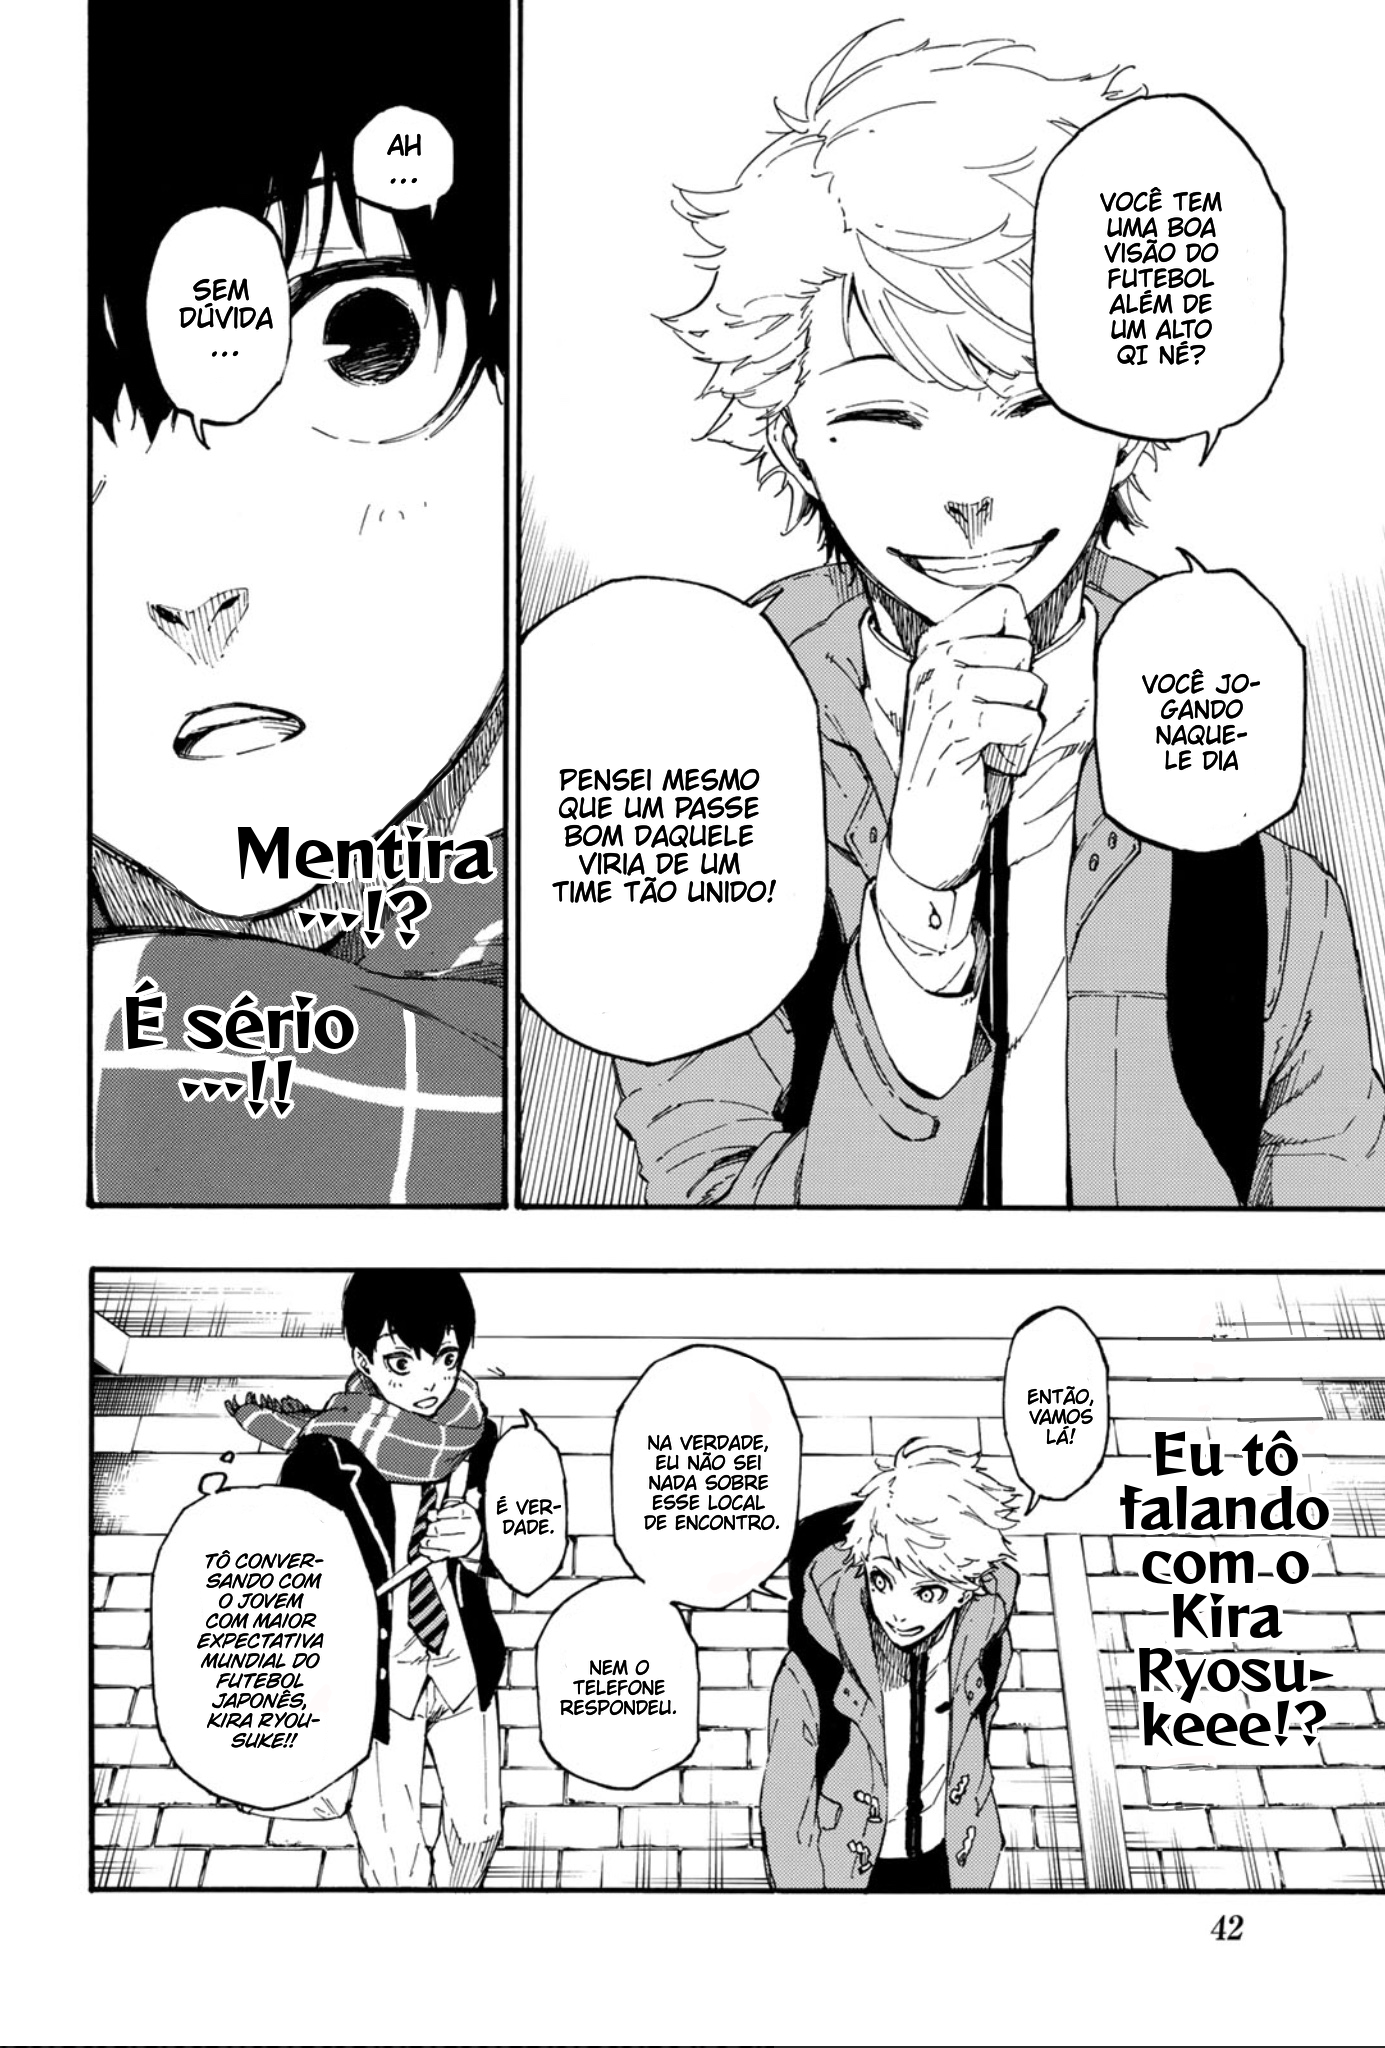 VOCÊ TEM
UMA BOA
VISÃO DO
FUTEBOL
ALÉM DE
UM ALTO
QI NÉ?
VOCÊ JO-
GANDO
NAQUE-
LE DIA
PENSEI MESMO
QUE UM PASSE
BOM DAQUELE
VIRIA DE UM
TIME TÃO UNIDO!
AH
...
SEM
DÚVIDA
...
Mentira
...!?
É sério
...!!
Eu tô
falando
com o
Kira
Ryosu-
keee!?
ENTÃO,
VAMOS
LÁ!
NA VERDADE,
EU NÃO SEI
NADA SOBRE
ESSE LOCAL
DE ENCONTRO.
NEM O
TELEFONE
RESPONDEU.
É VER-
DADE.
TÔ CONVER-
SANDO COM
O JOVEM
COM MAIOR
EXPECTATIVA
MUNDIAL DO
FUTEBOL
JAPONÊS,
KIRA RYOU-
SUKE!!
42